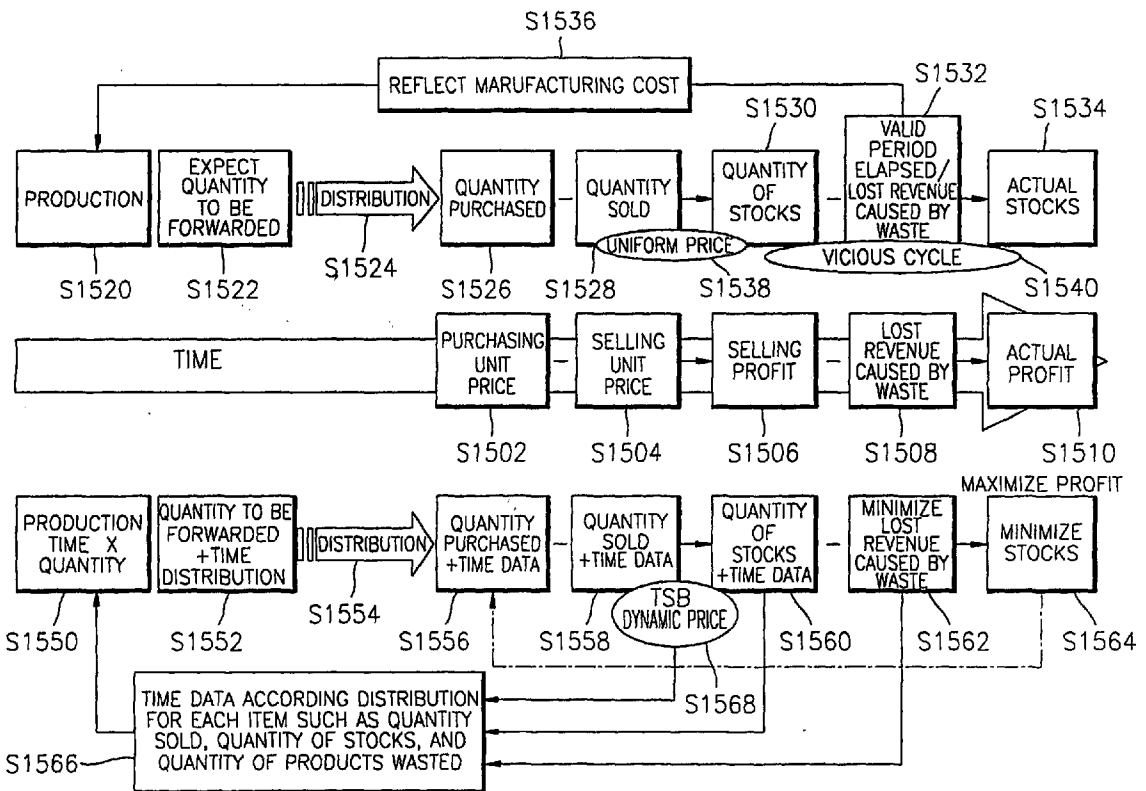 S1536
REFLECT MARUFACTURING COST
S1532
S1530
S1534
PRODUCTION
EXPECT
QUANTITY
TO BE
FORWARDED
DISTRIBUTION
QUANTITY
PURCHASED
QUANTITY
SOLD
QUANTITY
OF
STOCKS
VALID
PERIOD
ELAPSED/
LOST REVENUE
CAUSED BY
WASTE
ACTUAL
STOCKS
UNIFORM PRICE
VICIOUS CYCLE
S1520
S1522
S1524
S1526
S1528
S1538
S1540
TIME
PURCHASING
UNIT
PRICE
SELLING
UNIT
PRICE
SELLING
PROFIT
LOST
REVENUE
CAUSED BY
WASTE
ACTUAL
PROFIT
S1502
S1504
S1506
S1508
S1510
MAXIMIZE PROFIT
PRODUCTION
TIME X
QUANTITY
QUANTITY TO BE
FORWARDED
+TIME
DISTRIBUTION
DISTRIBUTION
QUANTITY
PURCHASED
+TIME DATA
QUANTITY
SOLD
+TIME DATA
QUANTITY
OF
STOCKS
+TIME DATA
MINIMIZE
LOST
REVENUE
CAUSED BY
WASTE
MINIMIZE
STOCKS
TSB
DYNAMIC PRICE
S1550
S1552
S1554
S1556
S1558
S1560
S1562
S1564
S1568
TIME DATA ACCORDING DISTRIBUTION
FOR EACH ITEM SUCH AS QUANTITY
SOLD, QUANTITY OF STOCKS, AND
QUANTITY OF PRODUCTS WASTED
S1566